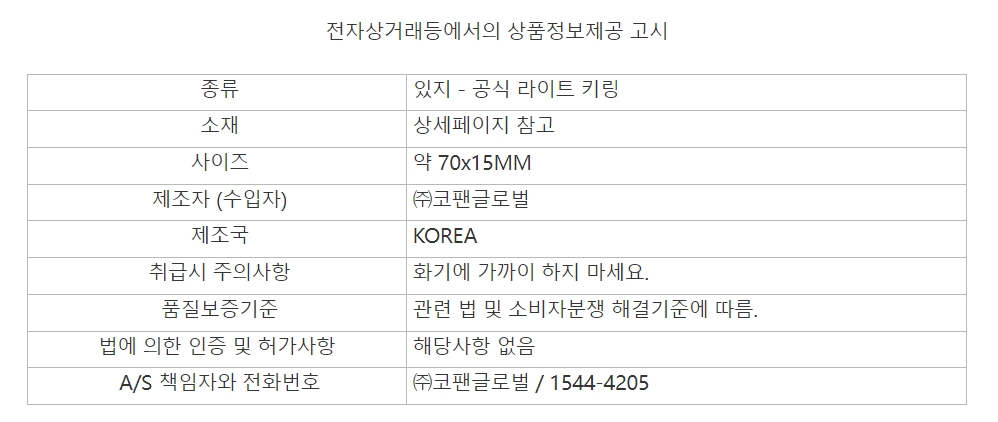 전자상거래등에서의 상품정보제공 고시
종류 있지 - 공식 라이트 키링
소재 상세페이지 참고
사이즈 약 70x15MM
제조자 (수입자) ㈜코팬글로벌
제조국 KOREA
취급시 주의사항 화기에 가까이 하지 마세요.
품질보증기준 관련 법 및 소비자분쟁 해결기준에 따름.
법에 의한 인증 및 허가사항 해당사항 없음
A/S 책임자와 전화번호 ㈜코팬글로벌 / 1544-4205